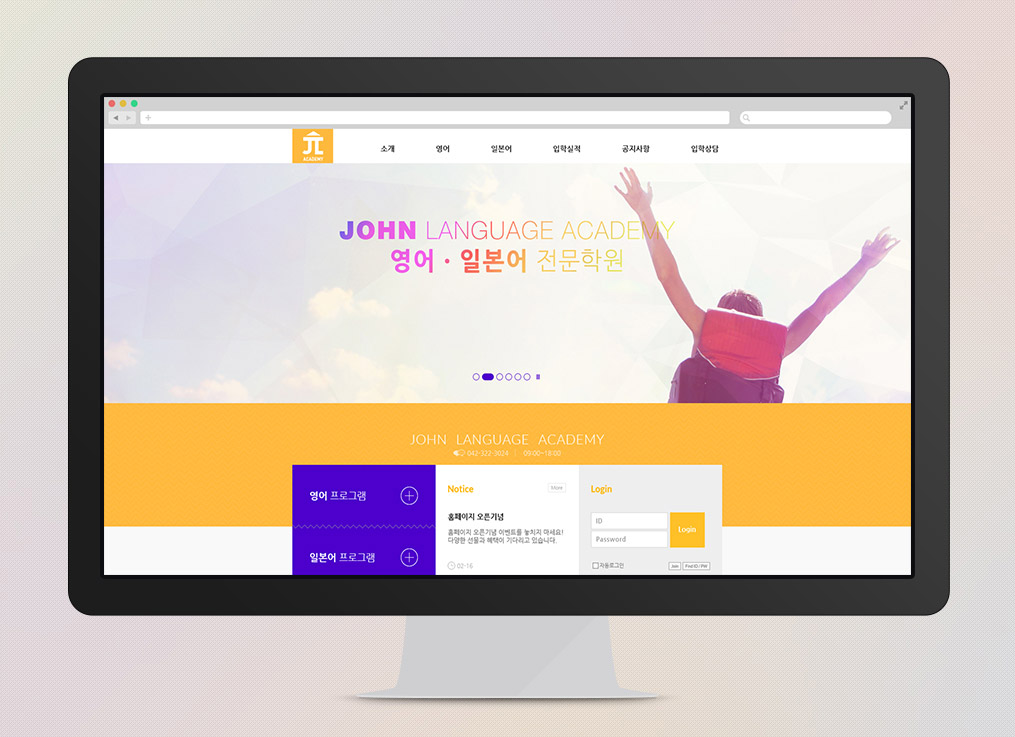 ACADEMY
소개 영어 일본어 입학실적 공지사항 입학상담
JOHN LANGUAGE ACADEMY
영어 · 일본어 전문학원
JOHN LANGUAGE ACADEMY
042-322-3024 | 09:00~18:00
영어 프로그램
일본어 프로그램
Notice
More
홈페이지 오픈기념
홈페이지 오픈기념 이벤트를 놓치지 마세요!
다양한 선물과 혜택이 기다리고 있습니다.
02-16
Login
ID
Password
Login
자동로그인
Join
Find ID / PW